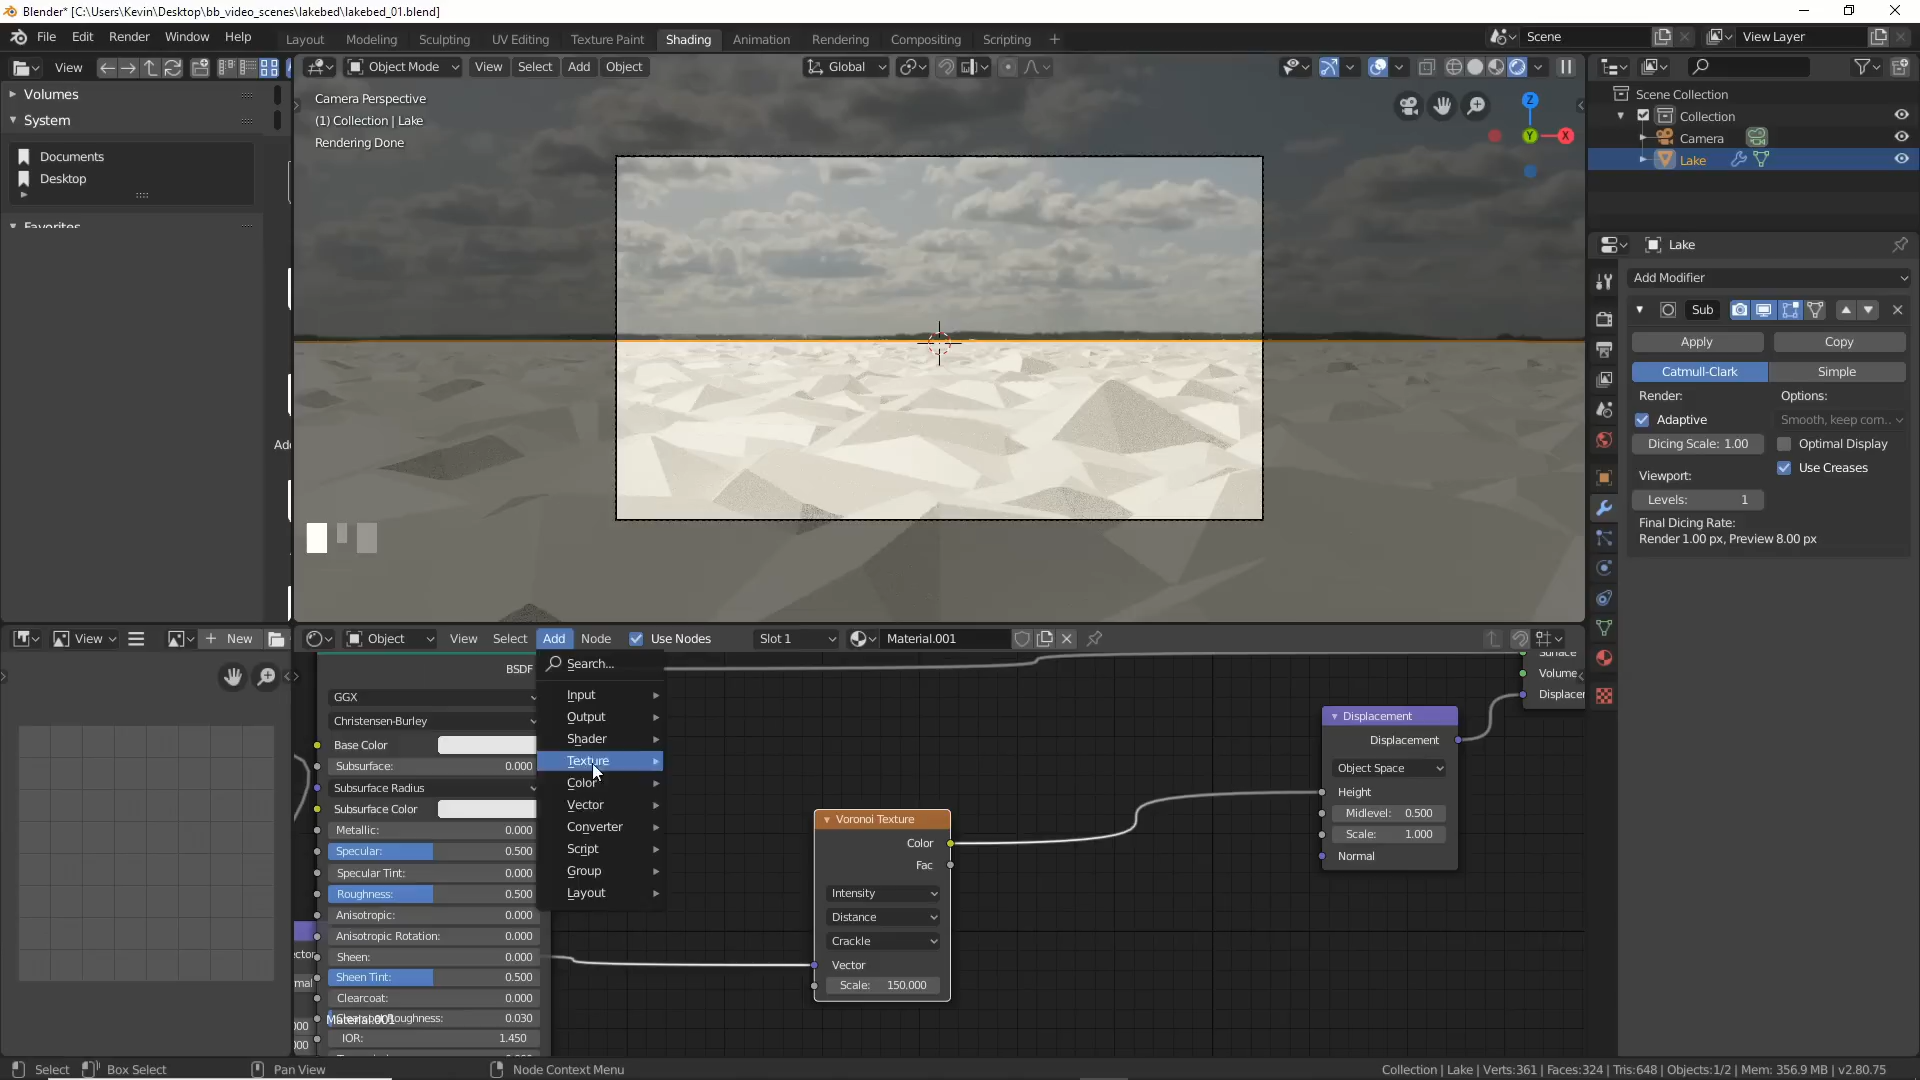 Blender* [C:\Users\Kevin\Desktop\bb_video_scenes\lakebed\lakebed_01.blend]
File Edit Render Window Help
Layout Modeling Sculpting UV Editing Texture Paint Shading Animation Rendering Compositing Scripting
Scene
View Layer
View
Object Mode View Select Add Object
Global
Volumes
System
Documents
Desktop
Favorites
Camera Perspective
(1) Collection | Lake
Rendering Done
Z
Y
X
Scene Collection
Collection
Camera
Lake
Lake
Add Modifier
Sub
Apply Copy
Catmull-Clark Simple
Render: Options:
Adaptive Smooth, keep corn..
Dicing Scale: 1.00 Optimal Display
Use Creases
Viewport:
Levels: 1
Final Dicing Rate:
Render 1.00 px, Preview 8.00 px
View
New
Object View Select Add Node Use Nodes Slot 1 Material.001
BSDF
GGX
Christensen-Burley
Base Color
Subsurface: 0.000
Subsurface Radius
Subsurface Color
Metallic: 0.000
Specular: 0.500
Specular Tint: 0.000
Roughness: 0.500
Anisotropic: 0.000
Anisotropic Rotation: 0.000
Sheen: 0.000
Sheen Tint: 0.500
Clearcoat: 0.000
Clearcoat Roughness: 0.030
Material.001
IOR: 1.450
Search...
Input
Output
Shader
Texture
Color
Vector
Converter
Script
Group
Layout
Voronoi Texture
Color
Fac
Intensity
Distance
Crackle
Vector
Scale: 150.000
Displacement
Displacement
Object Space
Height
Midlevel: 0.500
Scale: 1.000
Normal
Surface
Volume
Displacer
Select Box Select Pan View Node Context Menu
Collection | Lake | Verts:361 | Faces:324 | Tris:648 | Objects:1/2 | Mem: 356.9 MB | v2.80.75